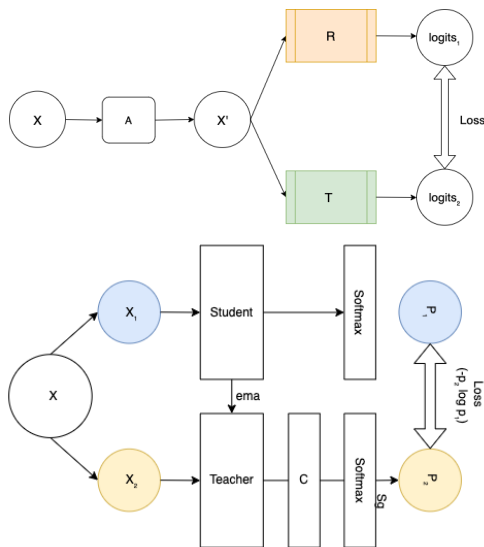 R
logits₁
X
A
X'
Loss
T
logits₂
X₁
Student
Softmax
P₁
X
ema
Loss
(-p₂ log p₁)
X₂
Teacher
C
Softmax
Sg
P₂